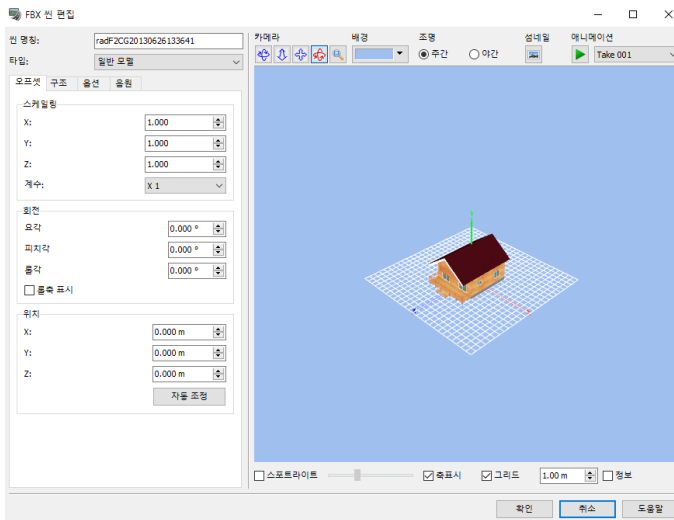 FBX 씬 편집
씬 명칭: radF2CG20130626133641
타입: 일반 모델
오프셋 구조 옵션 음원
스케일링
X: 1.000
Y: 1.000
Z: 1.000
계수: X 1
회전
요각 0.000 °
피치각 0.000 °
롤각 0.000 °
롤축 표시
위치
X: 0.000 m
Y: 0.000 m
Z: 0.000 m
자동 조정
카메라 배경 조명 섬네일 애니메이션
주간 야간 Take 001
스포트라이트 축표시 그리드 1.00 m 정보
확인 취소 도움말